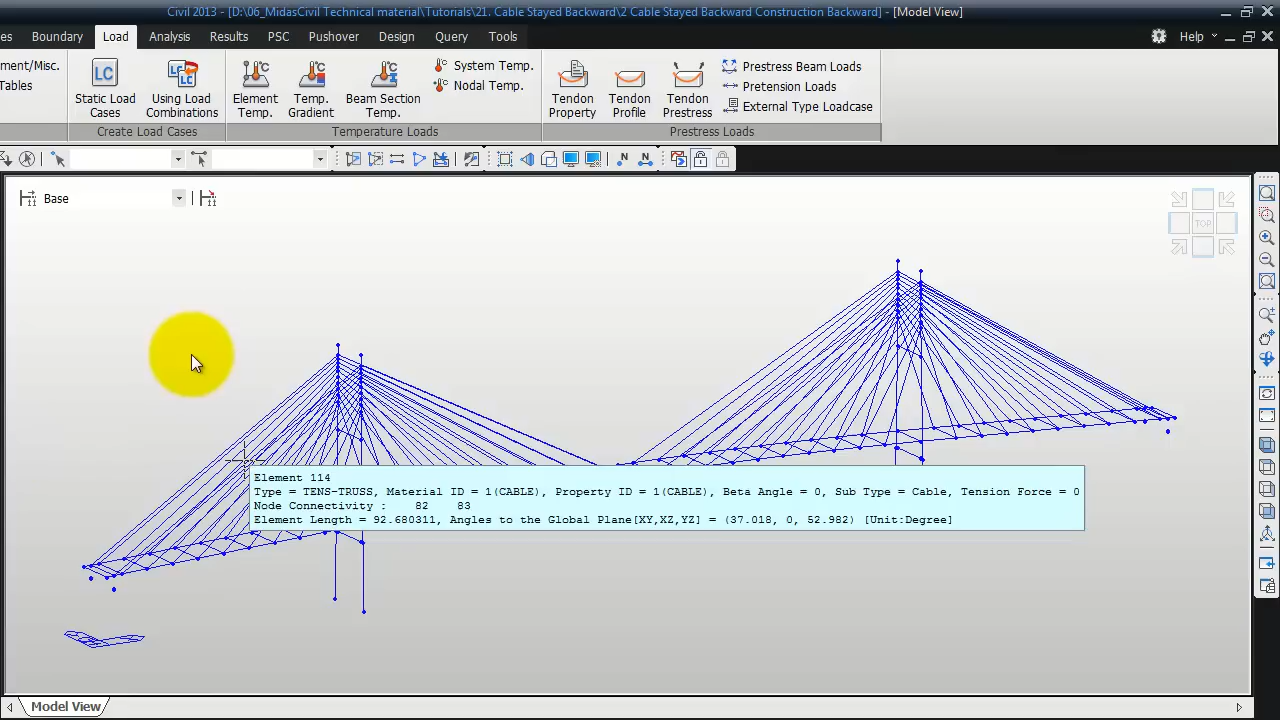 Civil 2013 - [D:\06_MidasCivil Technical material\Tutorials\21. Cable Stayed Backward\2 Cable Stayed Backward Construction Backward] - [Model View]
es Boundary Load Analysis Results PSC Pushover Design Query Tools Help
ment/Misc.
Tables
Static Load Cases
Using Load Combinations
Create Load Cases
Element Temp.
Temp. Gradient
Beam Section Temp.
System Temp.
Nodal Temp.
Temperature Loads
Tendon Property
Tendon Profile
Tendon Prestress
Prestress Beam Loads
Pretension Loads
External Type Loadcase
Prestress Loads
Base
TOP
Element 114
Type = TENS-TRUSS, Material ID = 1(CABLE), Property ID = 1(CABLE), Beta Angle = 0, Sub Type = Cable, Tension Force = 0
Node Connectivity : 82 83
Element Length = 92.680311, Angles to the Global Plane[XY,XZ,YZ] = (37.018, 0, 52.982) [Unit:Degree]
Model View